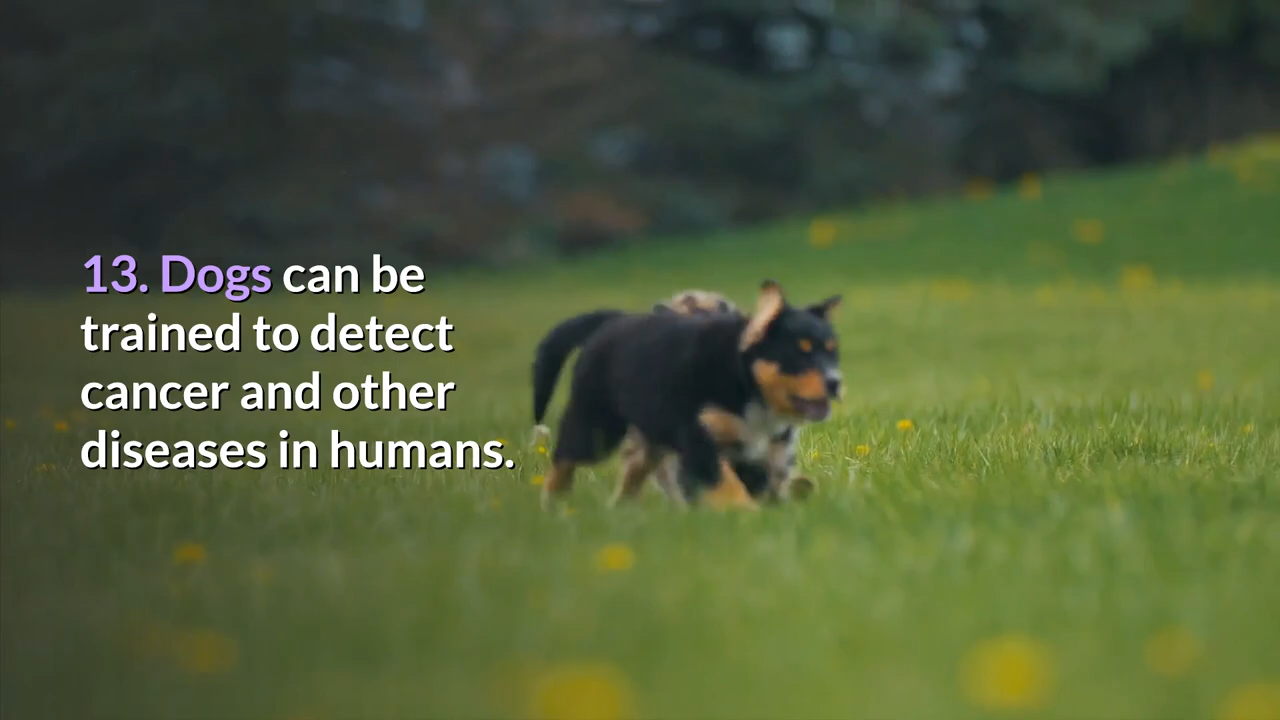 13. Dogs can be
trained to detect
cancer and other
diseases in humans.